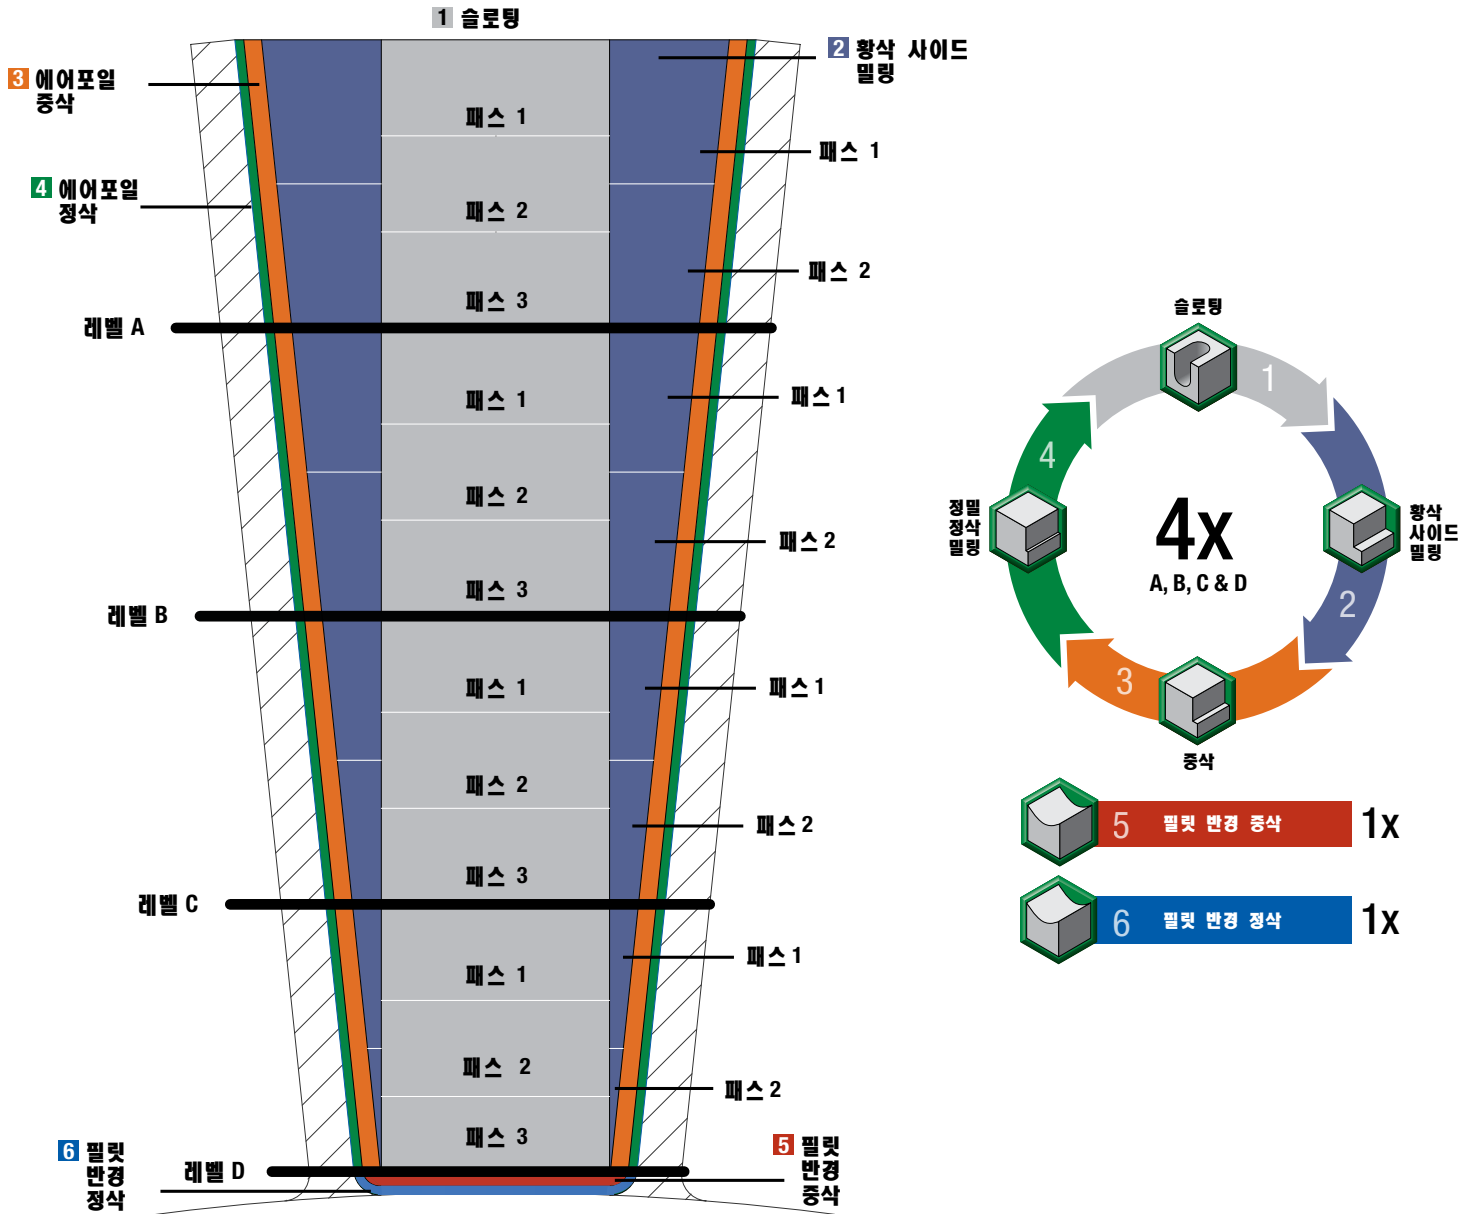 1 슬로팅
2 황삭 사이드
밀링
3 에어포일
중삭
패스 1
패스 1
4 에어포일
정삭
패스 2
패스 2
패스 3
레벨 A
패스 1
패스 1
패스 2
패스 2
패스 3
레벨 B
패스 1
패스 1
패스 2
패스 2
패스 3
레벨 C
패스 1
패스 1
패스 2
패스 2
패스 3
6 필릿
반경
정삭
레벨 D
5 필릿
반경
중삭
슬로팅
1
4
정밀
정삭
밀링
4x
A, B, C & D
황삭
사이드
밀링
2
3
중삭
5 필릿 반경 중삭 1x
6 필릿 반경 정삭 1x